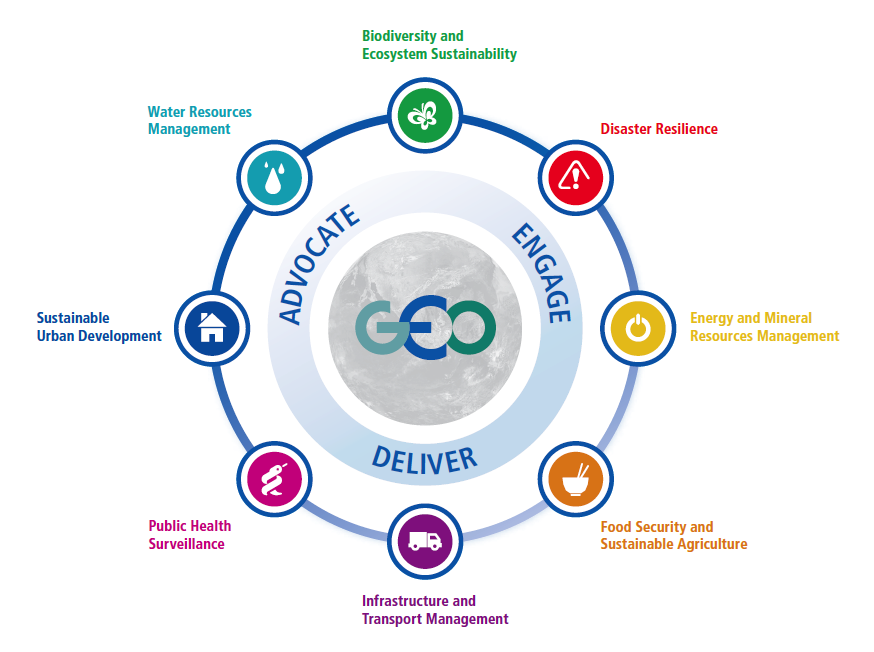 Biodiversity and
Ecosystem Sustainability
Water Resources
Management
Disaster Resilience
ADVOCATE
ENGAGE
GEO
Sustainable
Urban Development
Energy and Mineral
Resources Management
DELIVER
Public Health
Surveillance
Food Security and
Sustainable Agriculture
Infrastructure and
Transport Management